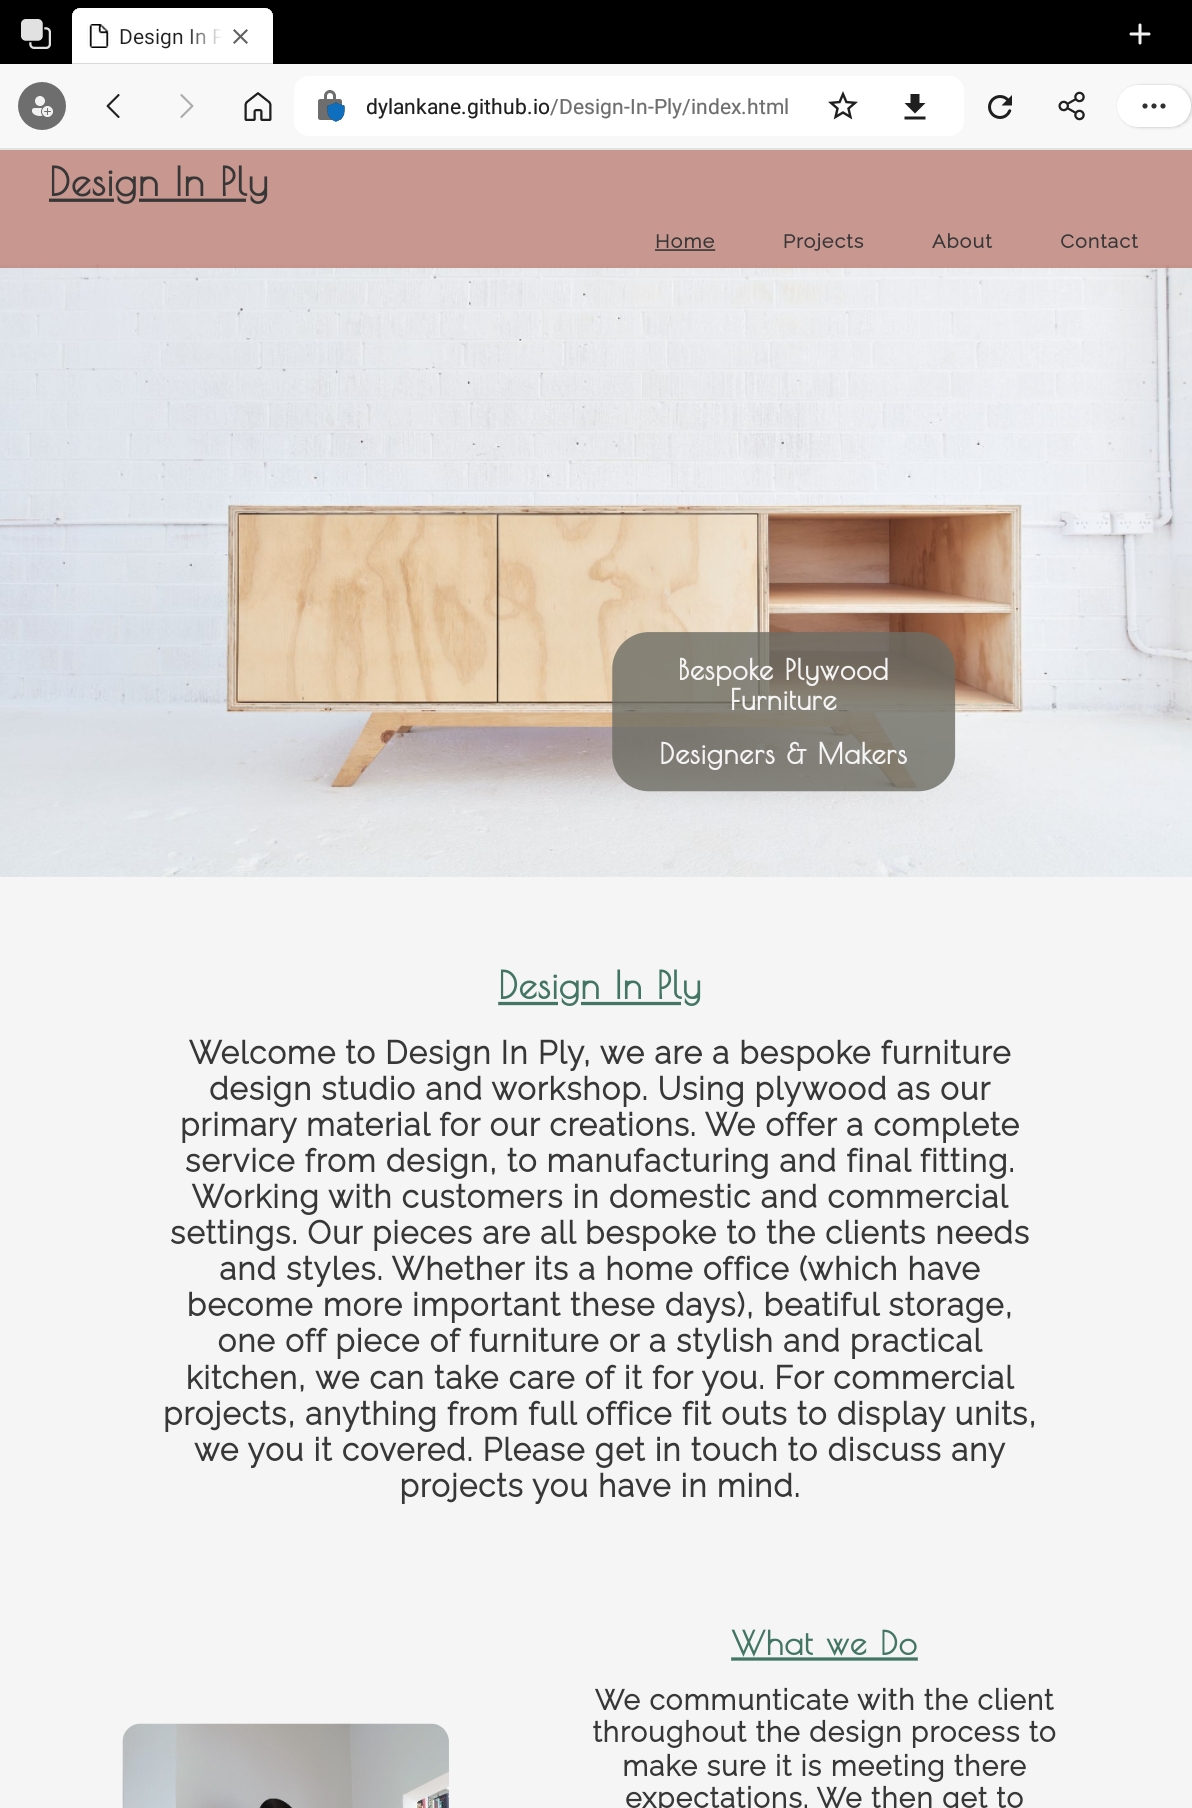 Design In
dylankane.github.io/Design-In-Ply/index.html
Design In Ply
Home Projects About Contact
Bespoke Plywood
Furniture
Designers & Makers
Design In Ply
Welcome to Design In Ply, we are a bespoke furniture
design studio and workshop. Using plywood as our
primary material for our creations. We offer a complete
service from design, to manufacturing and final fitting.
Working with customers in domestic and commercial
settings. Our pieces are all bespoke to the clients needs
and styles. Whether its a home office (which have
become more important these days), beatiful storage,
one off piece of furniture or a stylish and practical
kitchen, we can take care of it for you. For commercial
projects, anything from full office fit outs to display units,
we you it covered. Please get in touch to discuss any
projects you have in mind.
What we Do
We communticate with the client
throughout the design process to
make sure it is meeting there
expectations. We then get to